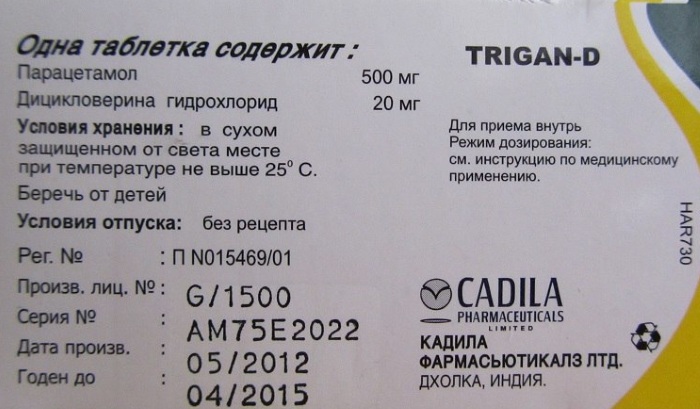 Одна таблетка содержит :
TRIGAN-D
Парацетамол 500 мг
Дицикловерина гидрохлорид 20 мг
Условия хранения : в сухом
защищенном от света месте
при температуре не выше 25° С.
Беречь от детей
Условия отпуска: без рецепта
Рег. № : П N015469/01
Произв. лиц. № : G/1500
Серия № : AM75E2022
Дата произв. : 05/2012
Годен до : 04/2015
Для приема внутрь
Режим дозирования:
см. инструкцию по медицинскому
применению.
HAR730
CADILA
PHARMACEUTICALS
LIMITED
КАДИЛА
ФАРМАСЬЮТИКАЛЗ ЛТД.
ДХОЛКА, ИНДИЯ.